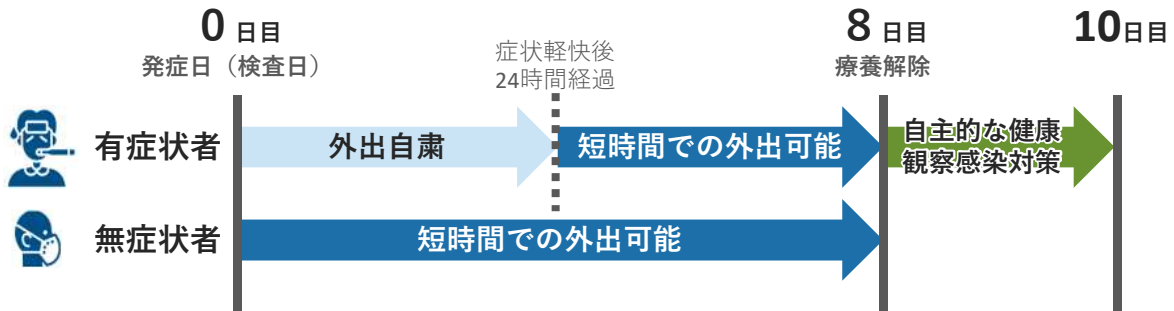 0 日目
発症日（検査日）
症状軽快後
24時間経過
8 日目
療養解除
10日目
有症状者
外出自粛
短時間での外出可能
自主的な健康
観察感染対策
無症状者
短時間での外出可能